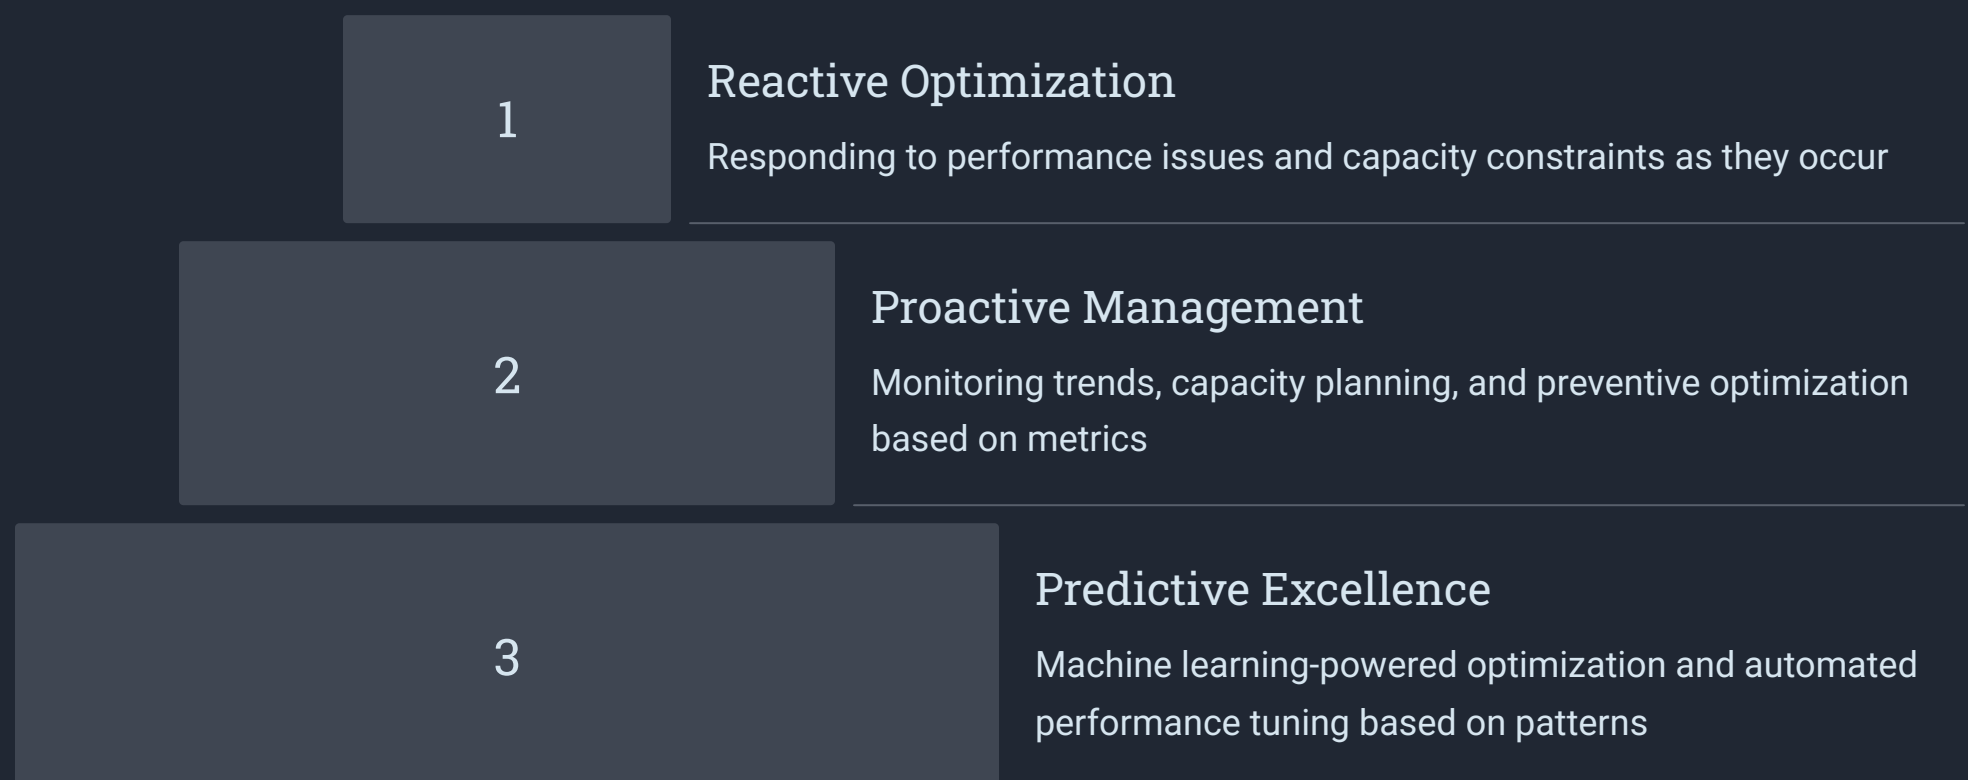 1
Reactive Optimization
Responding to performance issues and capacity constraints as they occur
2
Proactive Management
Monitoring trends, capacity planning, and preventive optimization
based on metrics
3
Predictive Excellence
Machine learning-powered optimization and automated
performance tuning based on patterns